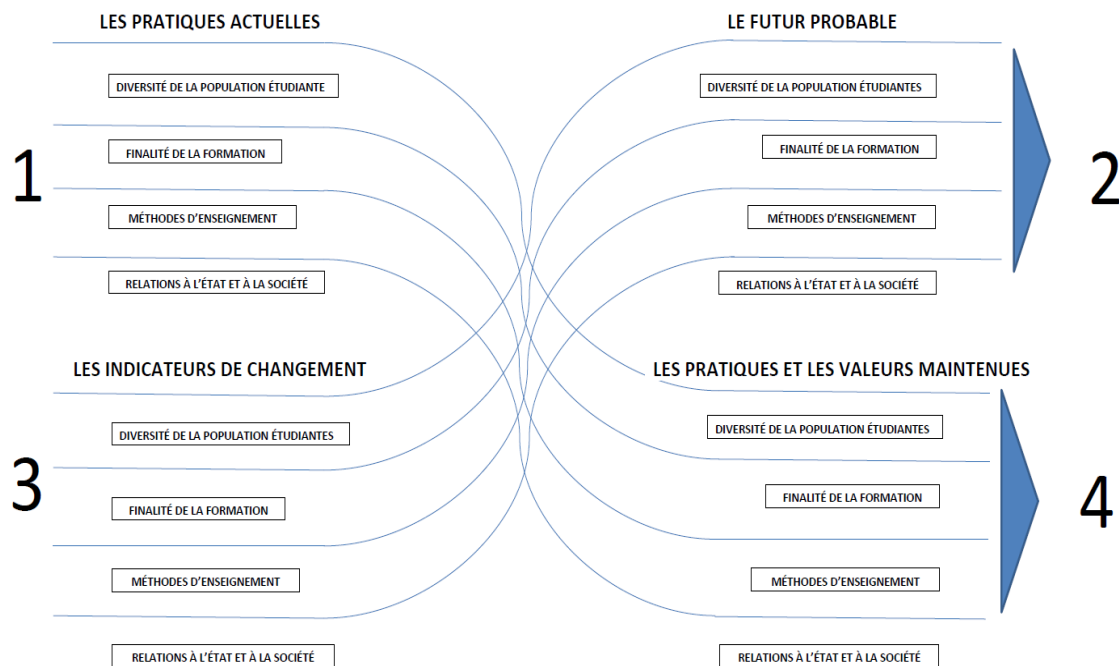 LES PRATIQUES ACTUELLES
DIVERSITÉ DE LA POPULATION ÉTUDIANTE
FINALITÉ DE LA FORMATION
1
MÉTHODES D'ENSEIGNEMENT
RELATIONS À L'ÉTAT ET À LA SOCIÉTÉ
LE FUTUR PROBABLE
DIVERSITÉ DE LA POPULATION ÉTUDIANTES
FINALITÉ DE LA FORMATION
2
MÉTHODES D'ENSEIGNEMENT
RELATIONS À L'ÉTAT ET À LA SOCIÉTÉ
LES INDICATEURS DE CHANGEMENT
DIVERSITÉ DE LA POPULATION ÉTUDIANTES
3
FINALITÉ DE LA FORMATION
MÉTHODES D'ENSEIGNEMENT
RELATIONS À L'ÉTAT ET À LA SOCIÉTÉ
LES PRATIQUES ET LES VALEURS MAINTENUES
DIVERSITÉ DE LA POPULATION ÉTUDIANTES
FINALITÉ DE LA FORMATION
4
MÉTHODES D'ENSEIGNEMENT
RELATIONS À L'ÉTAT ET À LA SOCIÉTÉ